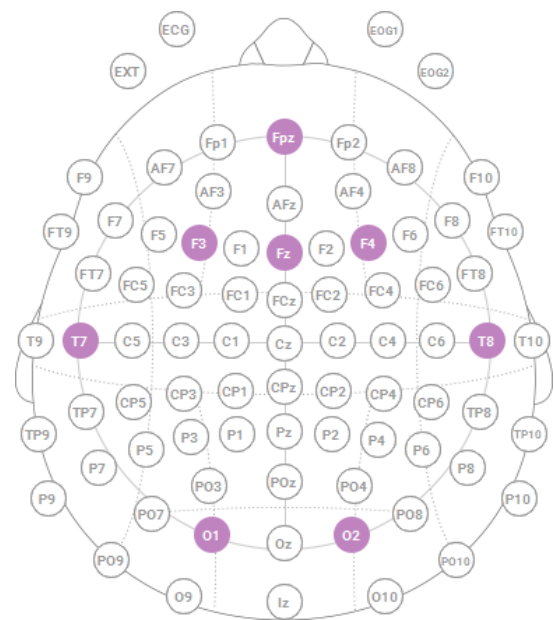 ECG EOG1
EXT EOG2
Fpz
Fp1 Fp2
AF7 AF8
F9 AF3 AF4 F10
AFz
F7 F8
FT9 F5 F3 F1 Fz F2 F4 F6 FT10
FT7 FT8
FC5 FC3 FC1 FCz FC2 FC4 FC6
T9 T7 C5 C3 C1 Cz C2 C4 C6 T8 T10
CP5 CP3 CP1 CPz CP2 CP4 CP6
TP7 TP8
TP9 P3 P1 Pz P2 P4 TP10
P5 P6
P7 P8
PO3 POz PO4
P9 P10
PO7 PO8
O1 Oz O2
PO9 PO10
O9 Iz O10